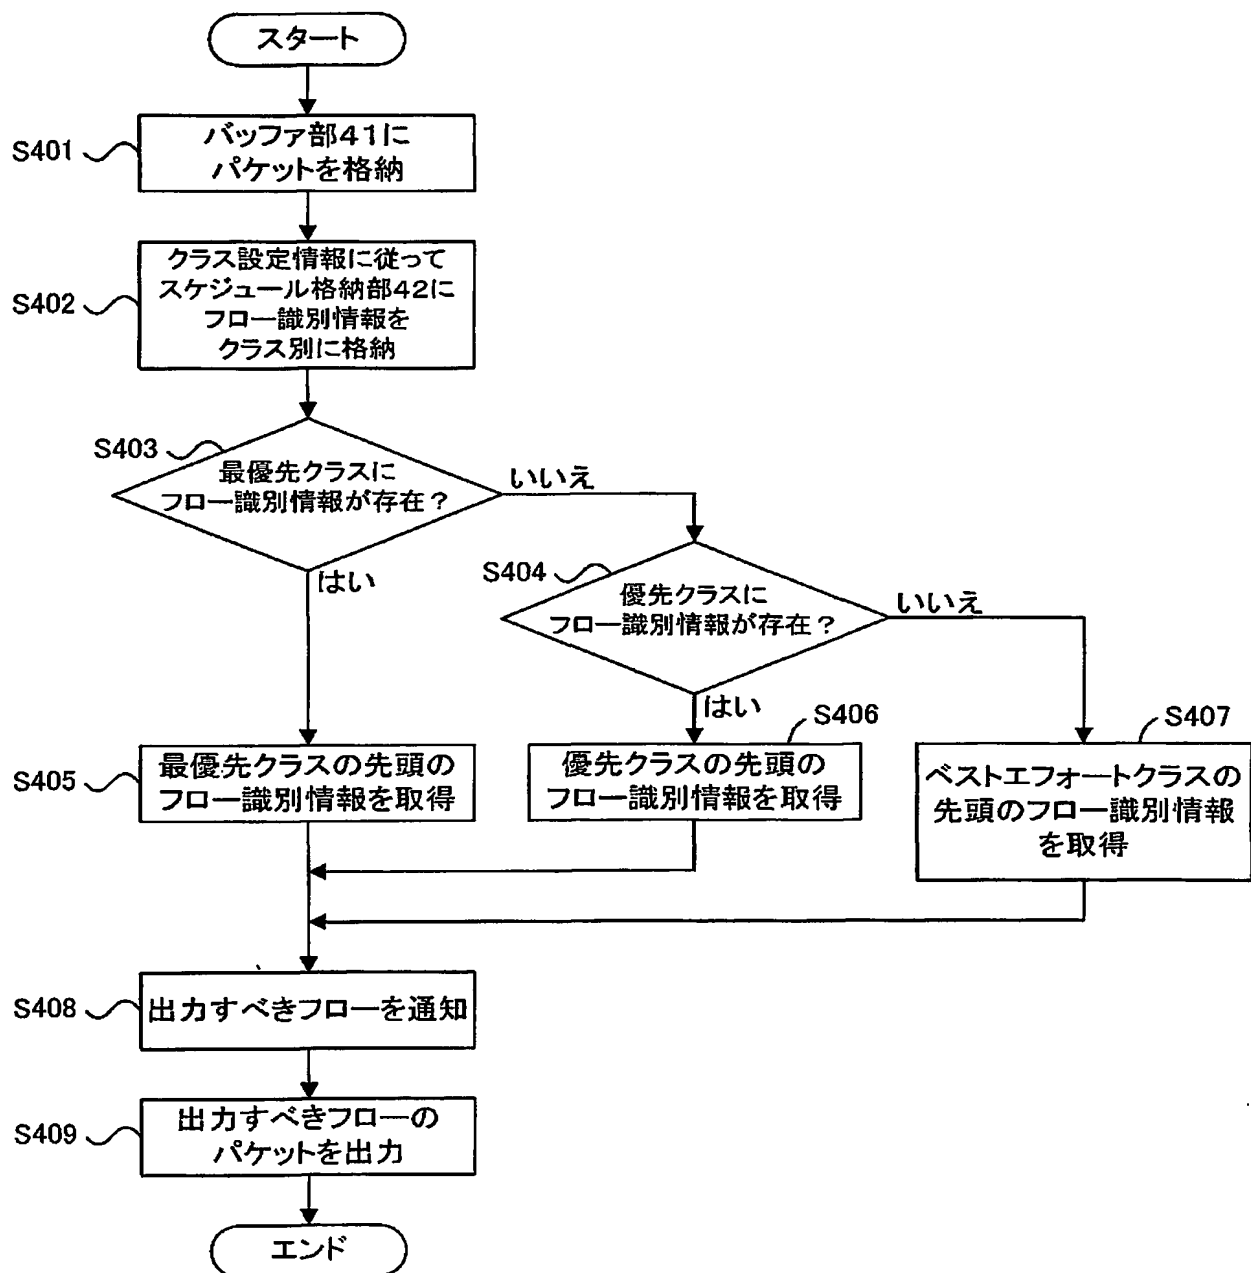 スタート
S401
バッファ部41に
パケットを格納
S402
クラス設定情報に従って
スケジュール格納部42に
フロー識別情報を
クラス別に格納
S403
最優先クラスに
フロー識別情報が存在？
いいえ
はい
S404
優先クラスに
フロー識別情報が存在？
いいえ
はい
S405
最優先クラスの先頭の
フロー識別情報を取得
S406
優先クラスの先頭の
フロー識別情報を取得
S407
ベストエフォートクラスの
先頭のフロー識別情報
を取得
S408
出力すべきフローを通知
S409
出力すべきフローの
パケットを出力
エンド